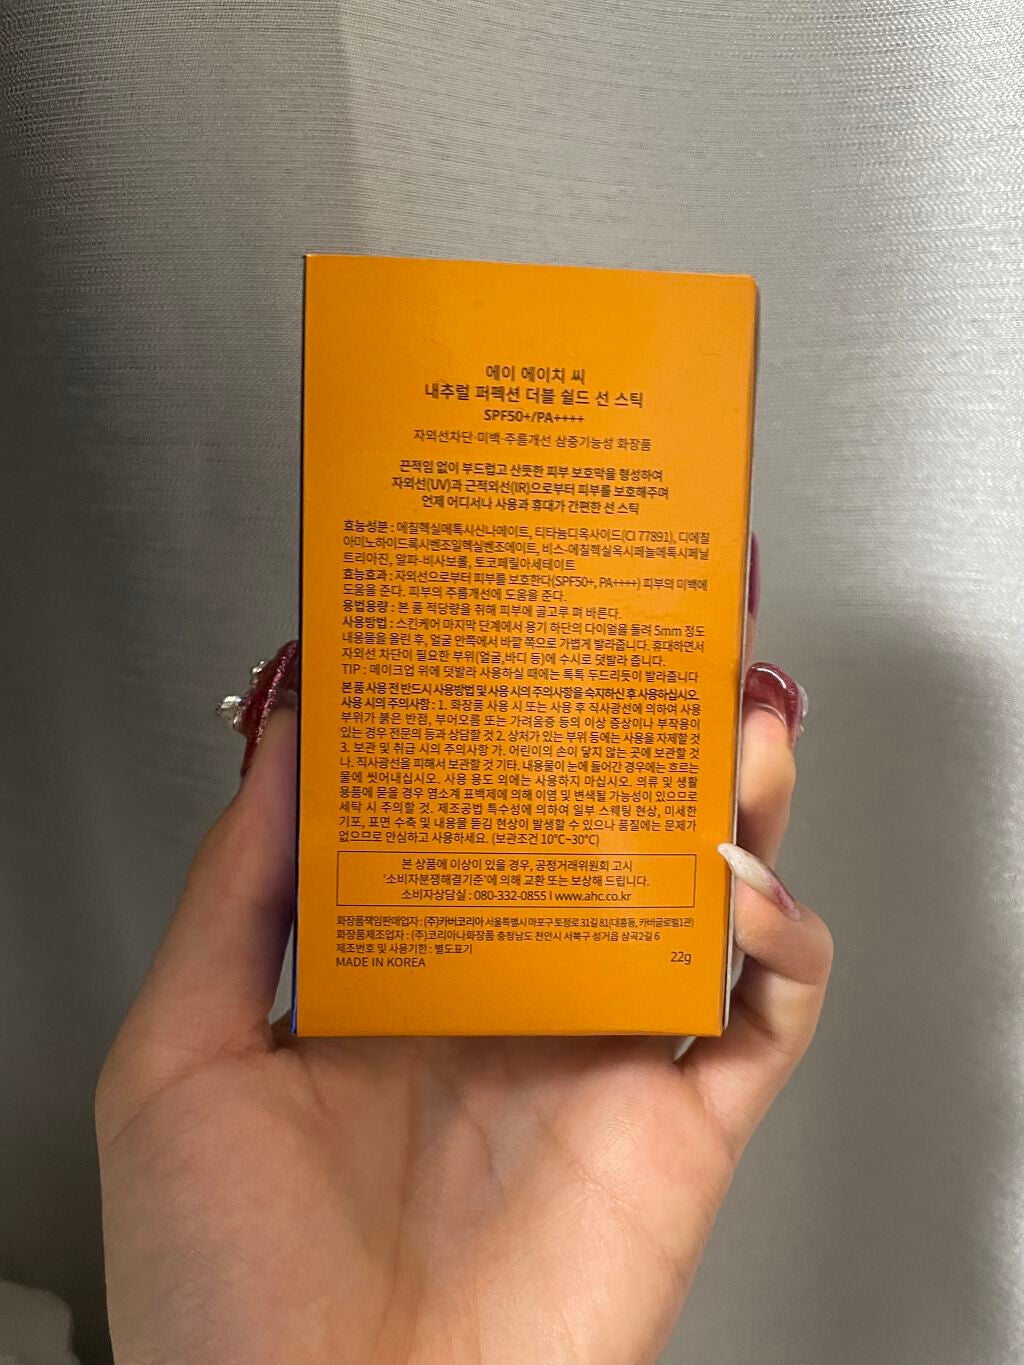 에이 에이치 씨
내추럴 퍼펙션 더블 쉴드 선 스틱
SPF50+/PA++++
자외선차단·미백·주름개선 삼중기능성 화장품
끈적임 없이 부드럽고 산뜻한 피부 보호막을 형성하여
자외선(UV)과 근적외선(IR)으로부터 피부를 보호해주며
언제 어디서나 사용과 휴대가 간편한 선 스틱
효능성분 : 에칠헥실메톡시신나메이트, 티타늄디옥사이드(CI 77891), 디에칠
아미노하이드록시벤조일헥실벤조에이트, 비스-에칠헥실옥시페놀메톡시페닐
트리아진, 알파-비사보롤, 토코페릴아세테이트
효능효과 : 자외선으로부터 피부를 보호한다(SPF50+, PA++++) 피부의 미백에
도움을 준다. 피부의 주름개선에 도움을 준다.
용법용량 : 본 품 적당량을 취해 피부에 골고루 펴 바른다.
사용방법 : 스킨케어 마지막 단계에서 용기 하단의 다이얼을 돌려 5mm 정도
내용물을 올린 후, 얼굴 안쪽에서 바깥 쪽으로 가볍게 발라줍니다. 휴대하면서
자외선 차단이 필요한 부위(얼굴,바디 등)에 수시로 덧발라 줍니다.
TIP : 메이크업 위에 덧발라 사용하실 때에는 톡톡 두드리듯이 발라줍니다
본 품 사용 전 반드시 사용방법 및 사용 시의 주의사항을 숙지하신 후 사용하십시오.
사용 시의 주의사항 : 1. 화장품 사용 시 또는 사용 후 직사광선에 의하여 사용
부위가 붉은 반점, 부어오름 또는 가려움증 등의 이상 증상이나 부작용이
있는 경우 전문의 등과 상담할 것 2. 상처가 있는 부위 등에는 사용을 자제할 것
3. 보관 및 취급 시의 주의사항 가. 어린이의 손이 닿지 않는 곳에 보관할 것
나. 직사광선을 피해서 보관할 것 기타. 내용물이 눈에 들어간 경우에는 흐르는
물에 씻어내십시오. 사용 용도 외에는 사용하지 마십시오. 의류 및 생활
용품에 묻을 경우 염소계 표백제에 의해 이염 및 변색될 가능성이 있으므로
세탁 시 주의할 것. 제조공법 특수성에 의하여 일부 스웨팅 현상, 미세한
기포, 표면 수축 및 내용물 뜯김 현상이 발생할 수 있으나 품질에는 문제가
없으므로 안심하고 사용하세요. (보관조건 10°C~30°C)
본 상품에 이상이 있을 경우, 공정거래위원회 고시
'소비자분쟁해결기준'에 의해 교환 또는 보상해 드립니다.
소비자상담실 : 080-332-0855 l www.ahc.co.kr
화장품책임판매업자 : (주)카버코리아 서울특별시 마포구 토정로 31길 81(대흥동, 카버글로벌1관)
화장품제조업자 : (주)코리아나화장품 충청남도 천안시 서북구 성거읍 삼곡2길 6
제조번호 및 사용기한 : 별도표기
MADE IN KOREA
22g